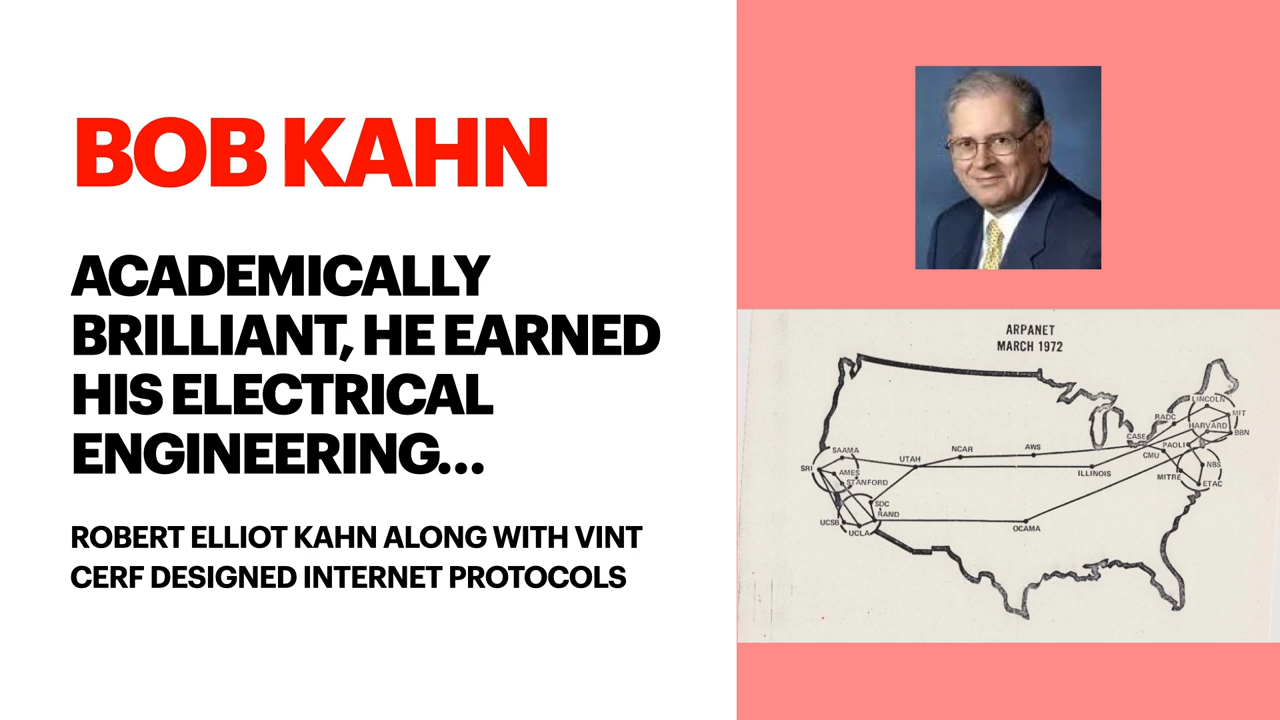 BOB KAHN
ACADEMICALLY
BRILLIANT, HE EARNED
HIS ELECTRICAL
ENGINEERING...
ROBERT ELLIOT KAHN ALONG WITH VINT
CERF DESIGNED INTERNET PROTOCOLS
ARPANET
MARCH 1972
LINCOLN
RADC
MIT
HARVARD
BBN
CASE
PAOLI
SAAMA
NCAR
AWS
CMU
UTAH
SRI
AMES
ILLINOIS
NBS
MITRE
STANFORD
ETAC
SDC
RAND
UCSB
UCLA
OCAMA